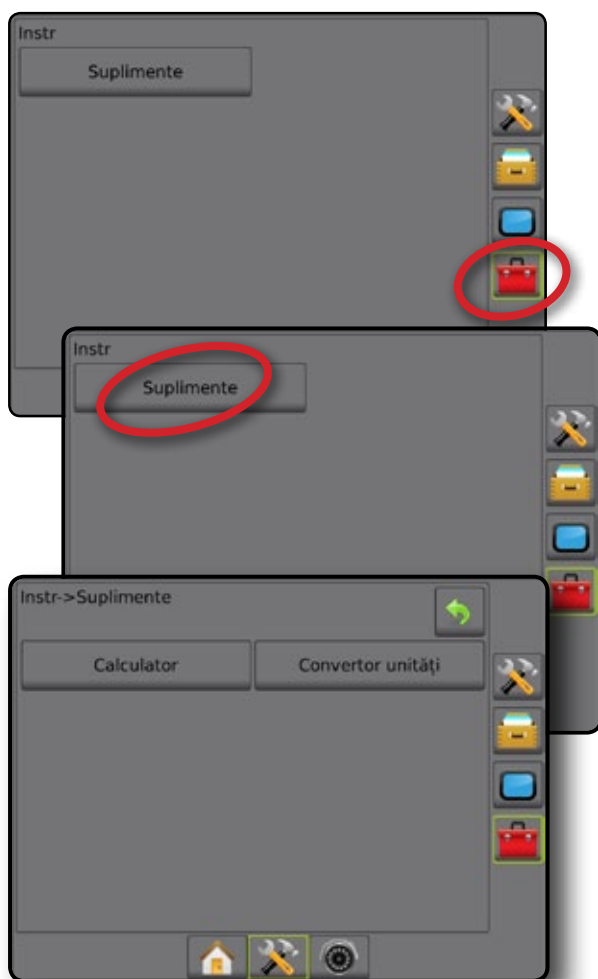 Instr
Suplimente
Instr
Suplimente
Instr->Suplimente
Calculator Convertor unități